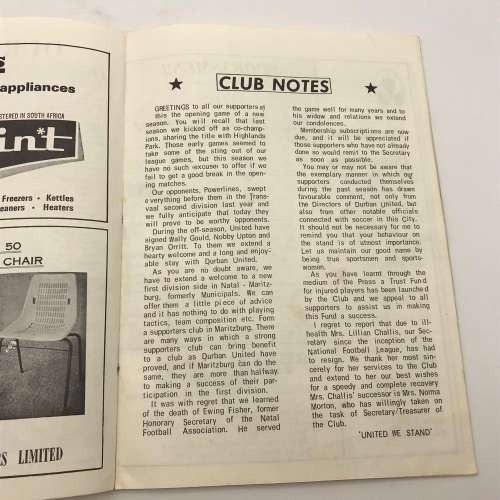 appliances
REGISTERED IN SOUTH AFRICA
in*t
Freezers • Kettles
Heaters
50
CHAIR
LIMITED
★ CLUB NOTES ★
GREETINGS to all our supporters at
this the opening game of a new
season. You will recall that last
season we kicked off as co-champ-
ions, sharing the title with Highlands
Park. Those early games seemed to
take some of the sting out of our
league games, but this season we
have no such excuses to offer if we
fail to get a good break in the open-
ing matches.
Our opponents, Powerlines, swept
everything before them in the Trans-
vaal second division last year and
we fully anticipate that today they
will prove to be worthy opponents.
During the off-season, United have
signed Wally Gould, Nobby Upton and
Bryan Orritt. To them we extend a
hearty welcome and a long and enjoy-
able stay with Durban United.
As you are no doubt aware, we
have to extend a welcome to a new
first division side in Natal - Maritz-
burg, formerly Municipals. We can
offer them a little piece of advice
and it has nothing to do with playing
tactics, team composition etc. Form
a supporters club in Maritzburg. There
are many ways in which a strong
supporters club can bring benefit
to a club as Durban United have
proved, and if Maritzburg can do the
same, they are more than halfway
to making a success of their par-
ticipation in the first division.
It was with regret that we learned
of the death of Ewing Fisher, former
Honorary Secretary of the Natal
Football Association. He served
the game well for many years and to
his widow and relations we extend
our condolences.
Membership subscriptions are now
due, and it will be appreciated if
those supporters who have not already
done so would remit to the Secretary
as soon as possible.
You may or may not be aware that
the exemplary manner in which our
supporters conducted themselves
during the past season has drawn
favourable comment, not only from
the Directors of Durban United, but
also from other notable officials
connected with soccer in this City.
It should not be necessary for me to
remind you that your behaviour on
the stand is of utmost importance.
Let us maintain our good name by
being true sportsmen and sports-
women.
As you have learnt through the
medium of the Press a Trust Fund
for injured players has been launched
by the Club and we appeal to all
supporters to assist us in making
this Fund a success.
I regret to report that due to ill-
health Mrs. Lillian Challis, our Sec-
retary since the inception of the
National Football League, has had
to resign. We thank her most sin-
cerely for her services to the Club
and extend to her our best wishes
for a speedy and complete recovery
Mrs. Challis' successor in Mrs. Norma
Morton, who has willingly taken on
the task of Secretary/Treasurer of
the Club.
'UNITED WE STAND'